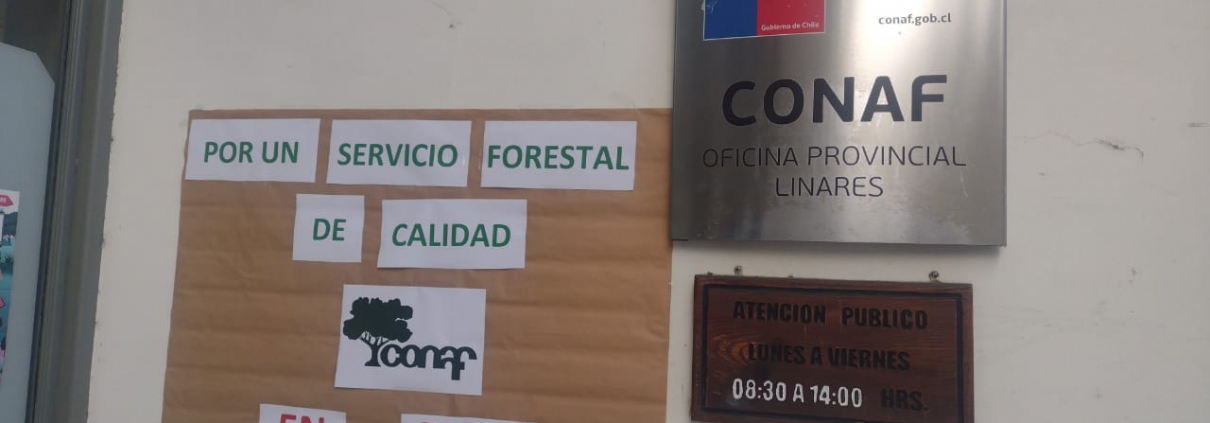 POR UN SERVICIO FORESTAL
DE CALIDAD
conaf
EN
Gobierno de Chile
conaf.gob.cl
CONAF
OFICINA PROVINCIAL
LINARES
ATENCION PUBLICO
LUNES A VIERNES
08:30 A 14:00 HRS.